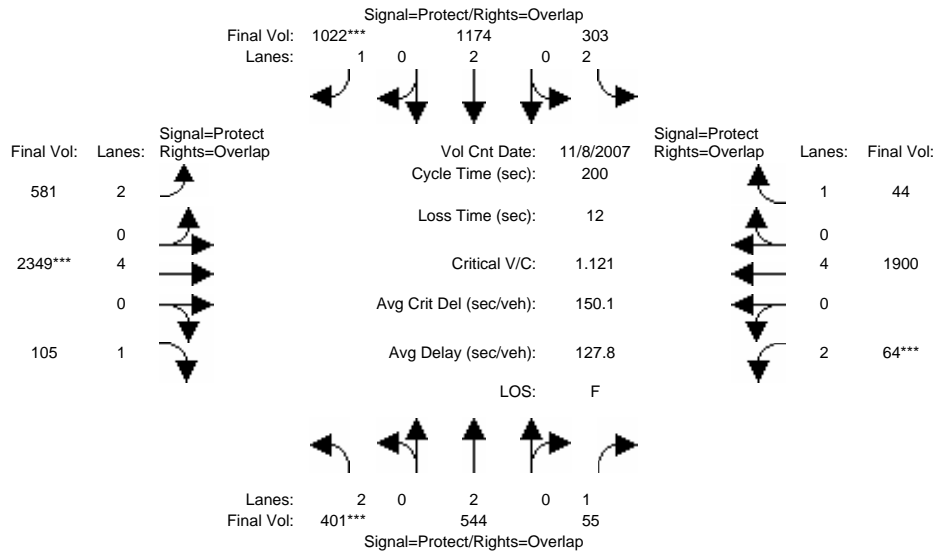 Signal=Protect/Rights=Overlap
Final Vol: 1022*** 1174 303
Lanes: 1 0 2 0 2
Signal=Protect
Final Vol: Lanes: Rights=Overlap
Vol Cnt Date: 11/8/2007
Signal=Protect
Rights=Overlap Lanes: Final Vol:
Cycle Time (sec): 200
581 2
1 44
Loss Time (sec): 12
0
0
2349*** 4
Critical V/C: 1.121
4 1900
0
Avg Crit Del (sec/veh): 150.1
0
105 1
Avg Delay (sec/veh): 127.8
2 64***
LOS: F
Lanes: 2 0 2 0 1
Final Vol: 401*** 544 55
Signal=Protect/Rights=Overlap